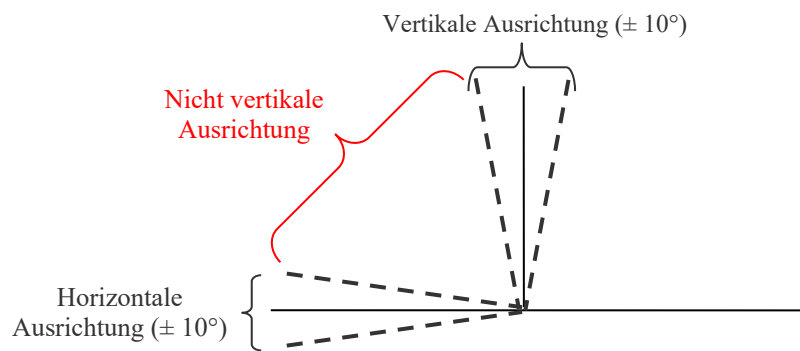 Vertikale Ausrichtung (± 10°)
Nicht vertikale
Ausrichtung
Horizontale
Ausrichtung (± 10°)